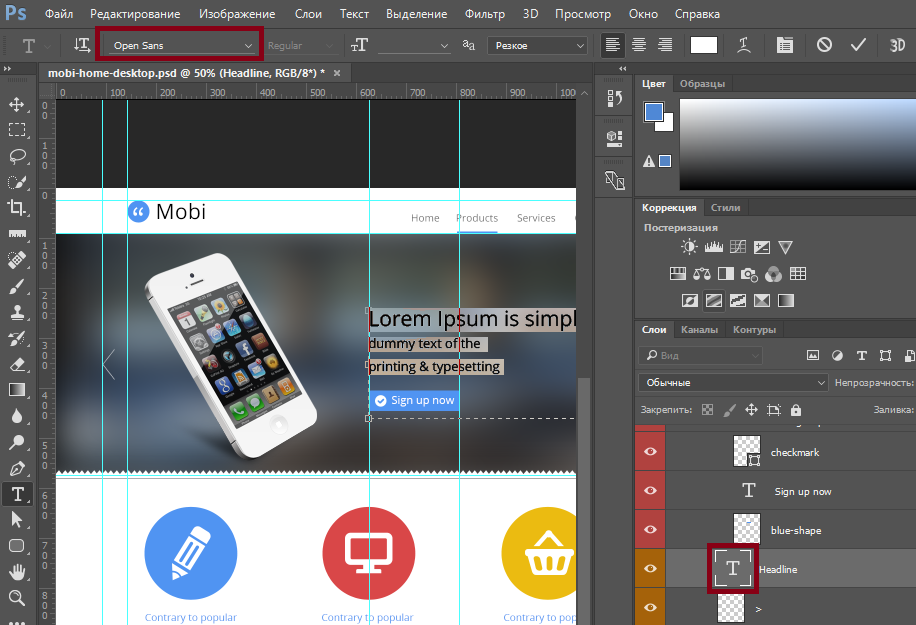 Ps Файл Редактирование Изображение Слои Текст Выделение Фильтр 3D Просмотр Окно Справка
T Open Sans Regular Резкое 3D
mobi-home-desktop.psd @ 50% (Headline, RGB/8*) * ×
0 100 200 300 400 500 600 700 800 900 100
Цвет Образцы
Коррекция Стили
Постеризация
Mobi
Home Products Services
Lorem Ipsum is simpl
dummy text of the
printing & typesetting
Sign up now
Contrary to popular Contrary to popular Contrary to pop
Слои Каналы Контуры
Вид
Обычные Непрозрачность:
Закрепить: Заливка:
checkmark
Sign up now
blue-shape
Headline
>